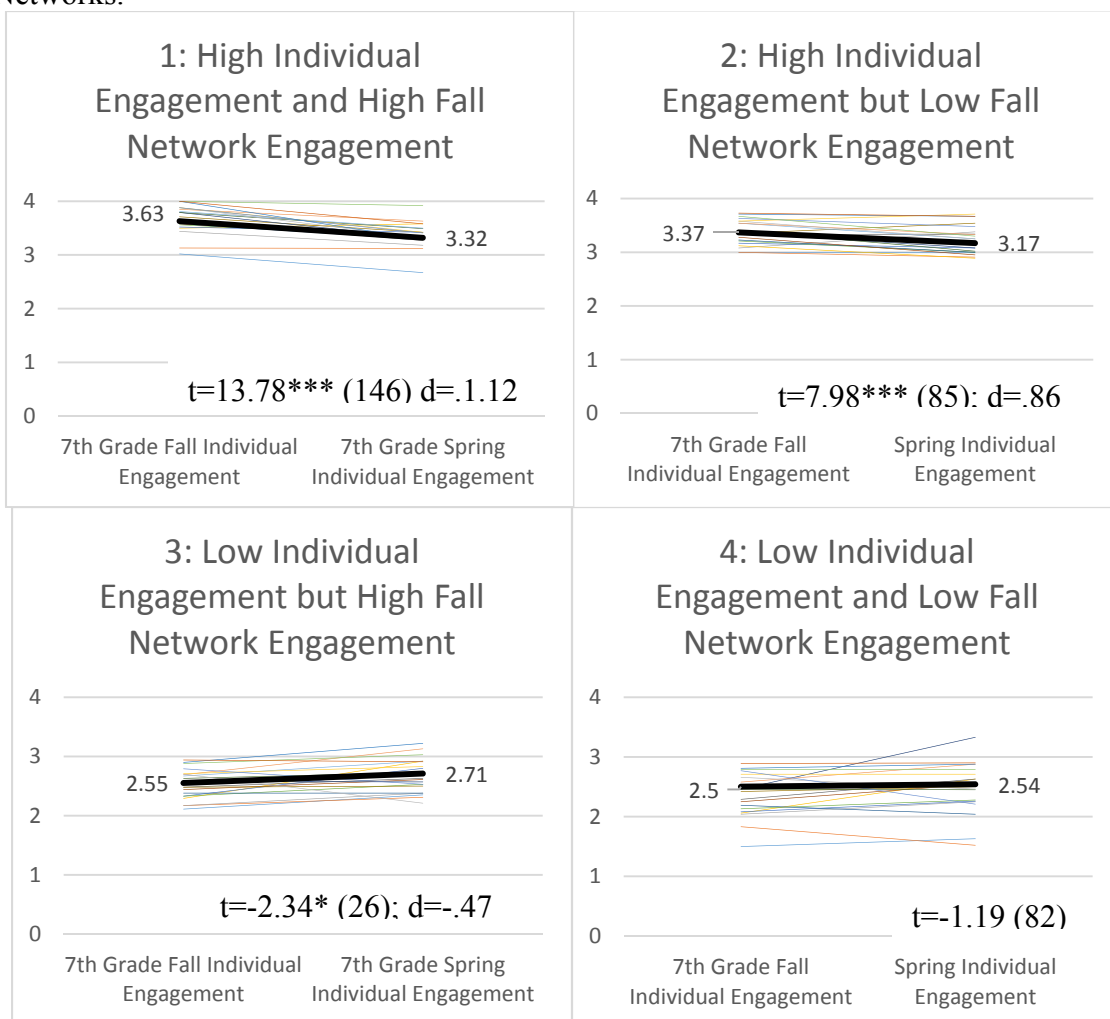 Networks.
1: High Individual
Engagement and High Fall
Network Engagement
4
3.63
3.32
3
2
1
t=13.78*** (146) d=.1.12
0
7th Grade Fall Individual
Engagement
7th Grade Spring
Individual Engagement
2: High Individual
Engagement but Low Fall
Network Engagement
4
3.37
3.17
3
2
1
t=7.98*** (85); d=.86
0
7th Grade Fall
Individual Engagement
Spring Individual
Engagement
3: Low Individual
Engagement but High Fall
Network Engagement
4
3
2.55
2.71
2
1
t=-2.34* (26); d=-.47
0
7th Grade Fall Individual
Engagement
7th Grade Spring
Individual Engagement
4: Low Individual
Engagement and Low Fall
Network Engagement
4
3
2.5
2.54
2
1
t=-1.19 (82)
0
7th Grade Fall
Individual Engagement
Spring Individual
Engagement